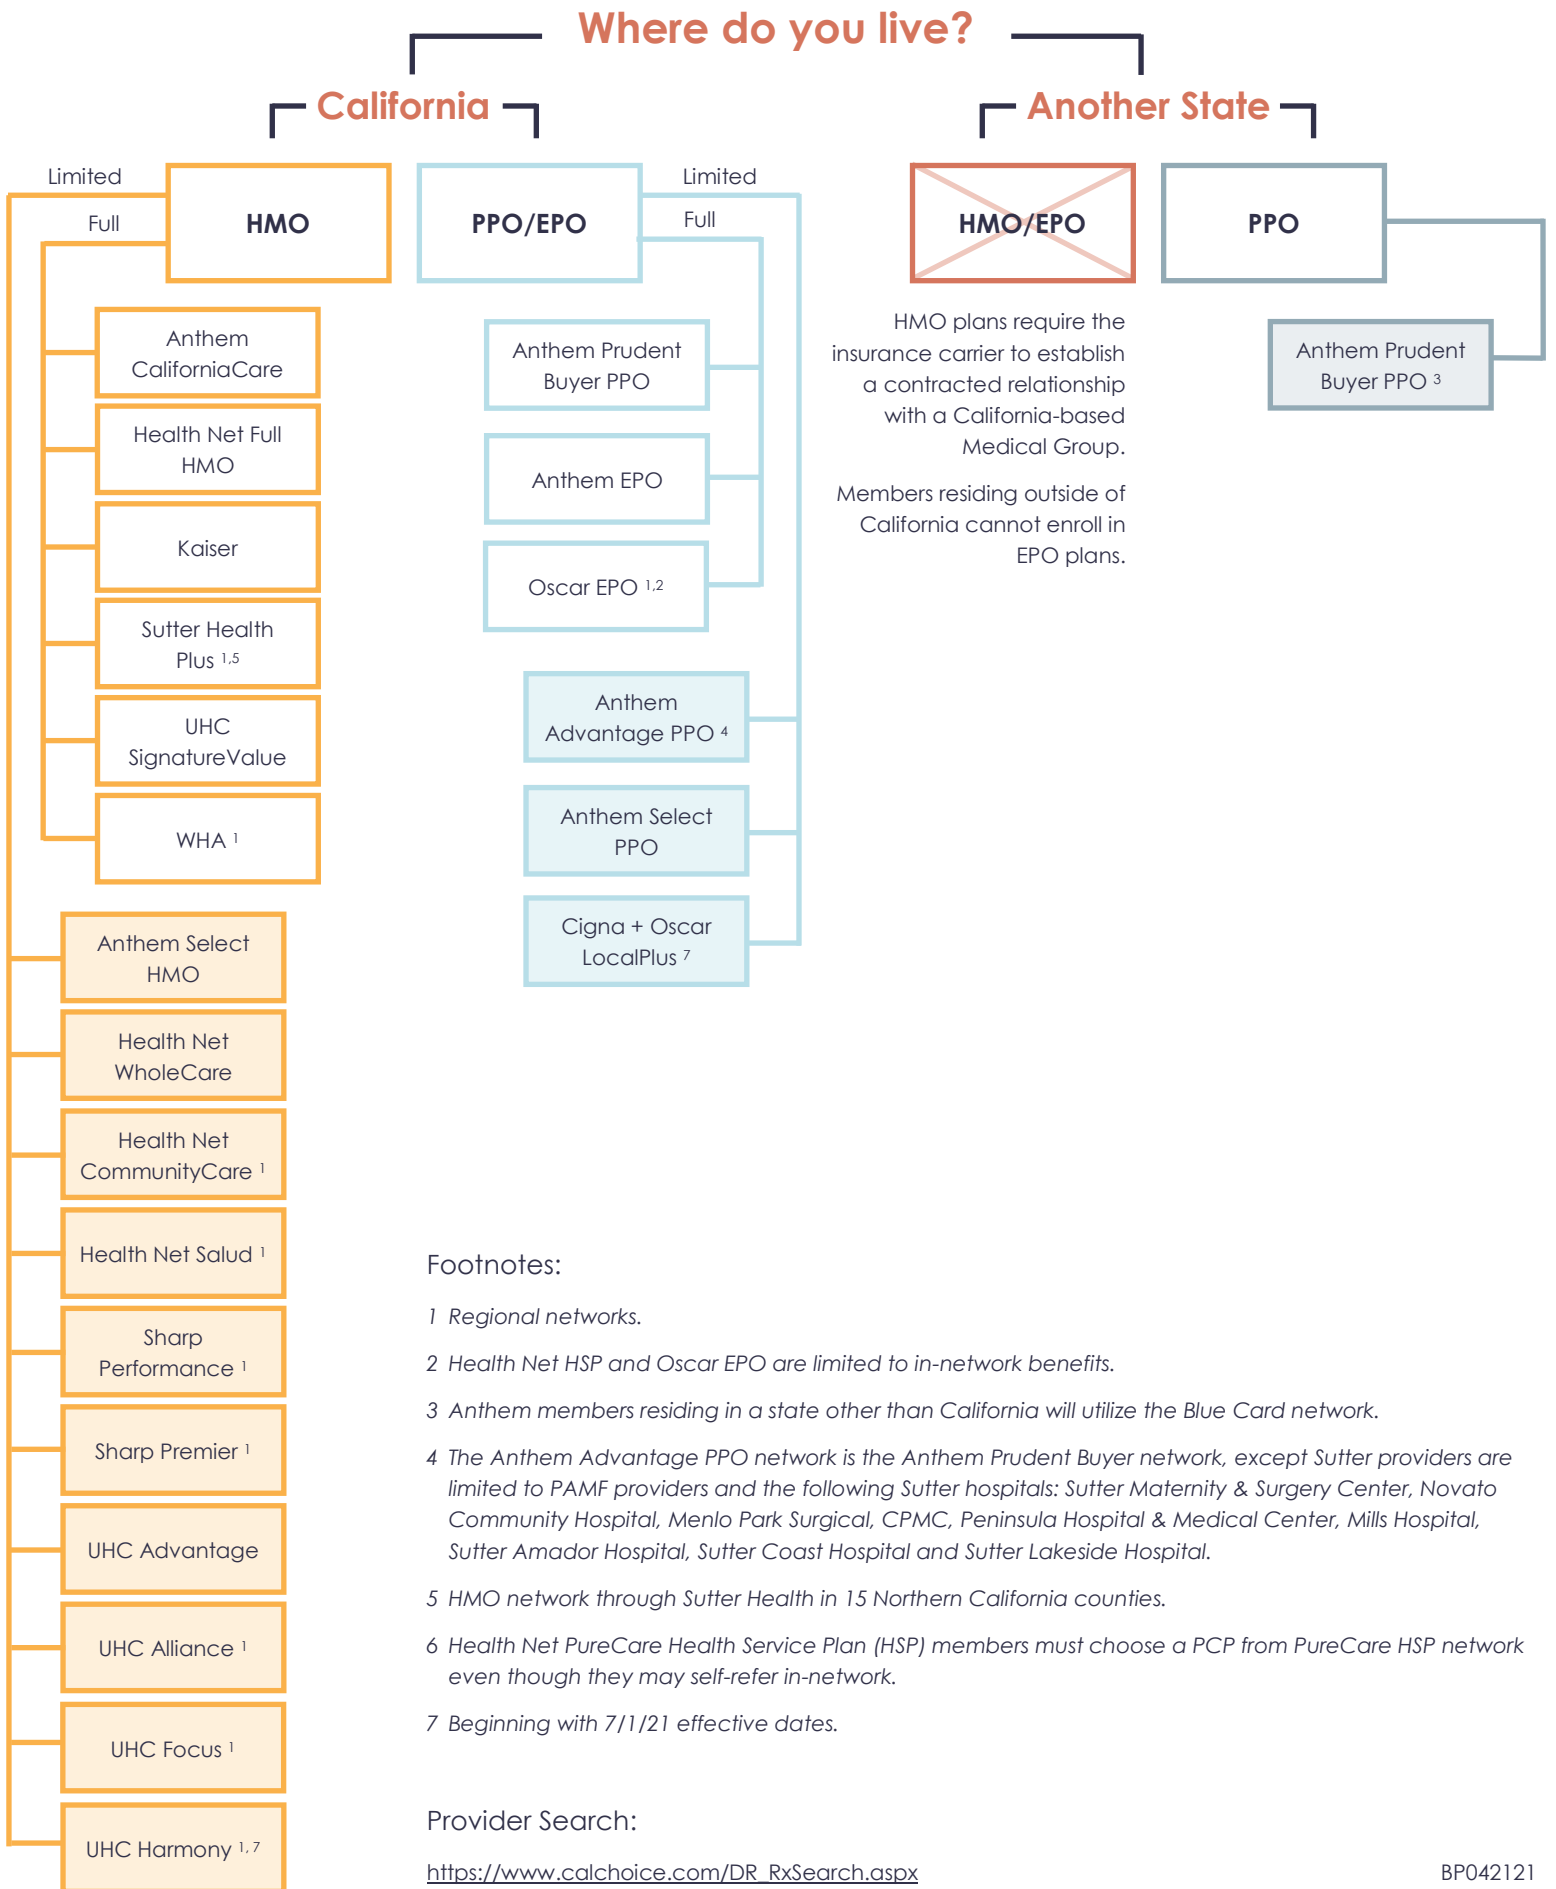 Where do you live?
California
Another State
Limited
Full
HMO
PPO/EPO
Limited
Full
HMO/EPO
PPO
Anthem
CaliforniaCare
Health Net Full
HMO
Kaiser
Sutter Health
Plus 1,5
UHC
SignatureValue
WHA 1
Anthem Select
HMO
Health Net
WholeCare
Health Net
CommunityCare 1
Health Net Salud 1
Sharp
Performance 1
Sharp Premier 1
UHC Advantage
UHC Alliance 1
UHC Focus 1
UHC Harmony 1, 7
Anthem Prudent
Buyer PPO
Anthem EPO
Oscar EPO 1,2
Anthem
Advantage PPO 4
Anthem Select
PPO
Cigna + Oscar
LocalPlus 7
HMO plans require the
insurance carrier to establish
a contracted relationship
with a California-based
Medical Group.
Members residing outside of
California cannot enroll in
EPO plans.
Anthem Prudent
Buyer PPO 3
Footnotes:
1 Regional networks.
2 Health Net HSP and Oscar EPO are limited to in-network benefits.
3 Anthem members residing in a state other than California will utilize the Blue Card network.
4 The Anthem Advantage PPO network is the Anthem Prudent Buyer network, except Sutter providers are
limited to PAMF providers and the following Sutter hospitals: Sutter Maternity & Surgery Center, Novato
Community Hospital, Menlo Park Surgical, CPMC, Peninsula Hospital & Medical Center, Mills Hospital,
Sutter Amador Hospital, Sutter Coast Hospital and Sutter Lakeside Hospital.
5 HMO network through Sutter Health in 15 Northern California counties.
6 Health Net PureCare Health Service Plan (HSP) members must choose a PCP from PureCare HSP network
even though they may self-refer in-network.
7 Beginning with 7/1/21 effective dates.
Provider Search:
https://www.calchoice.com/DR_RxSearch.aspx
BP042121